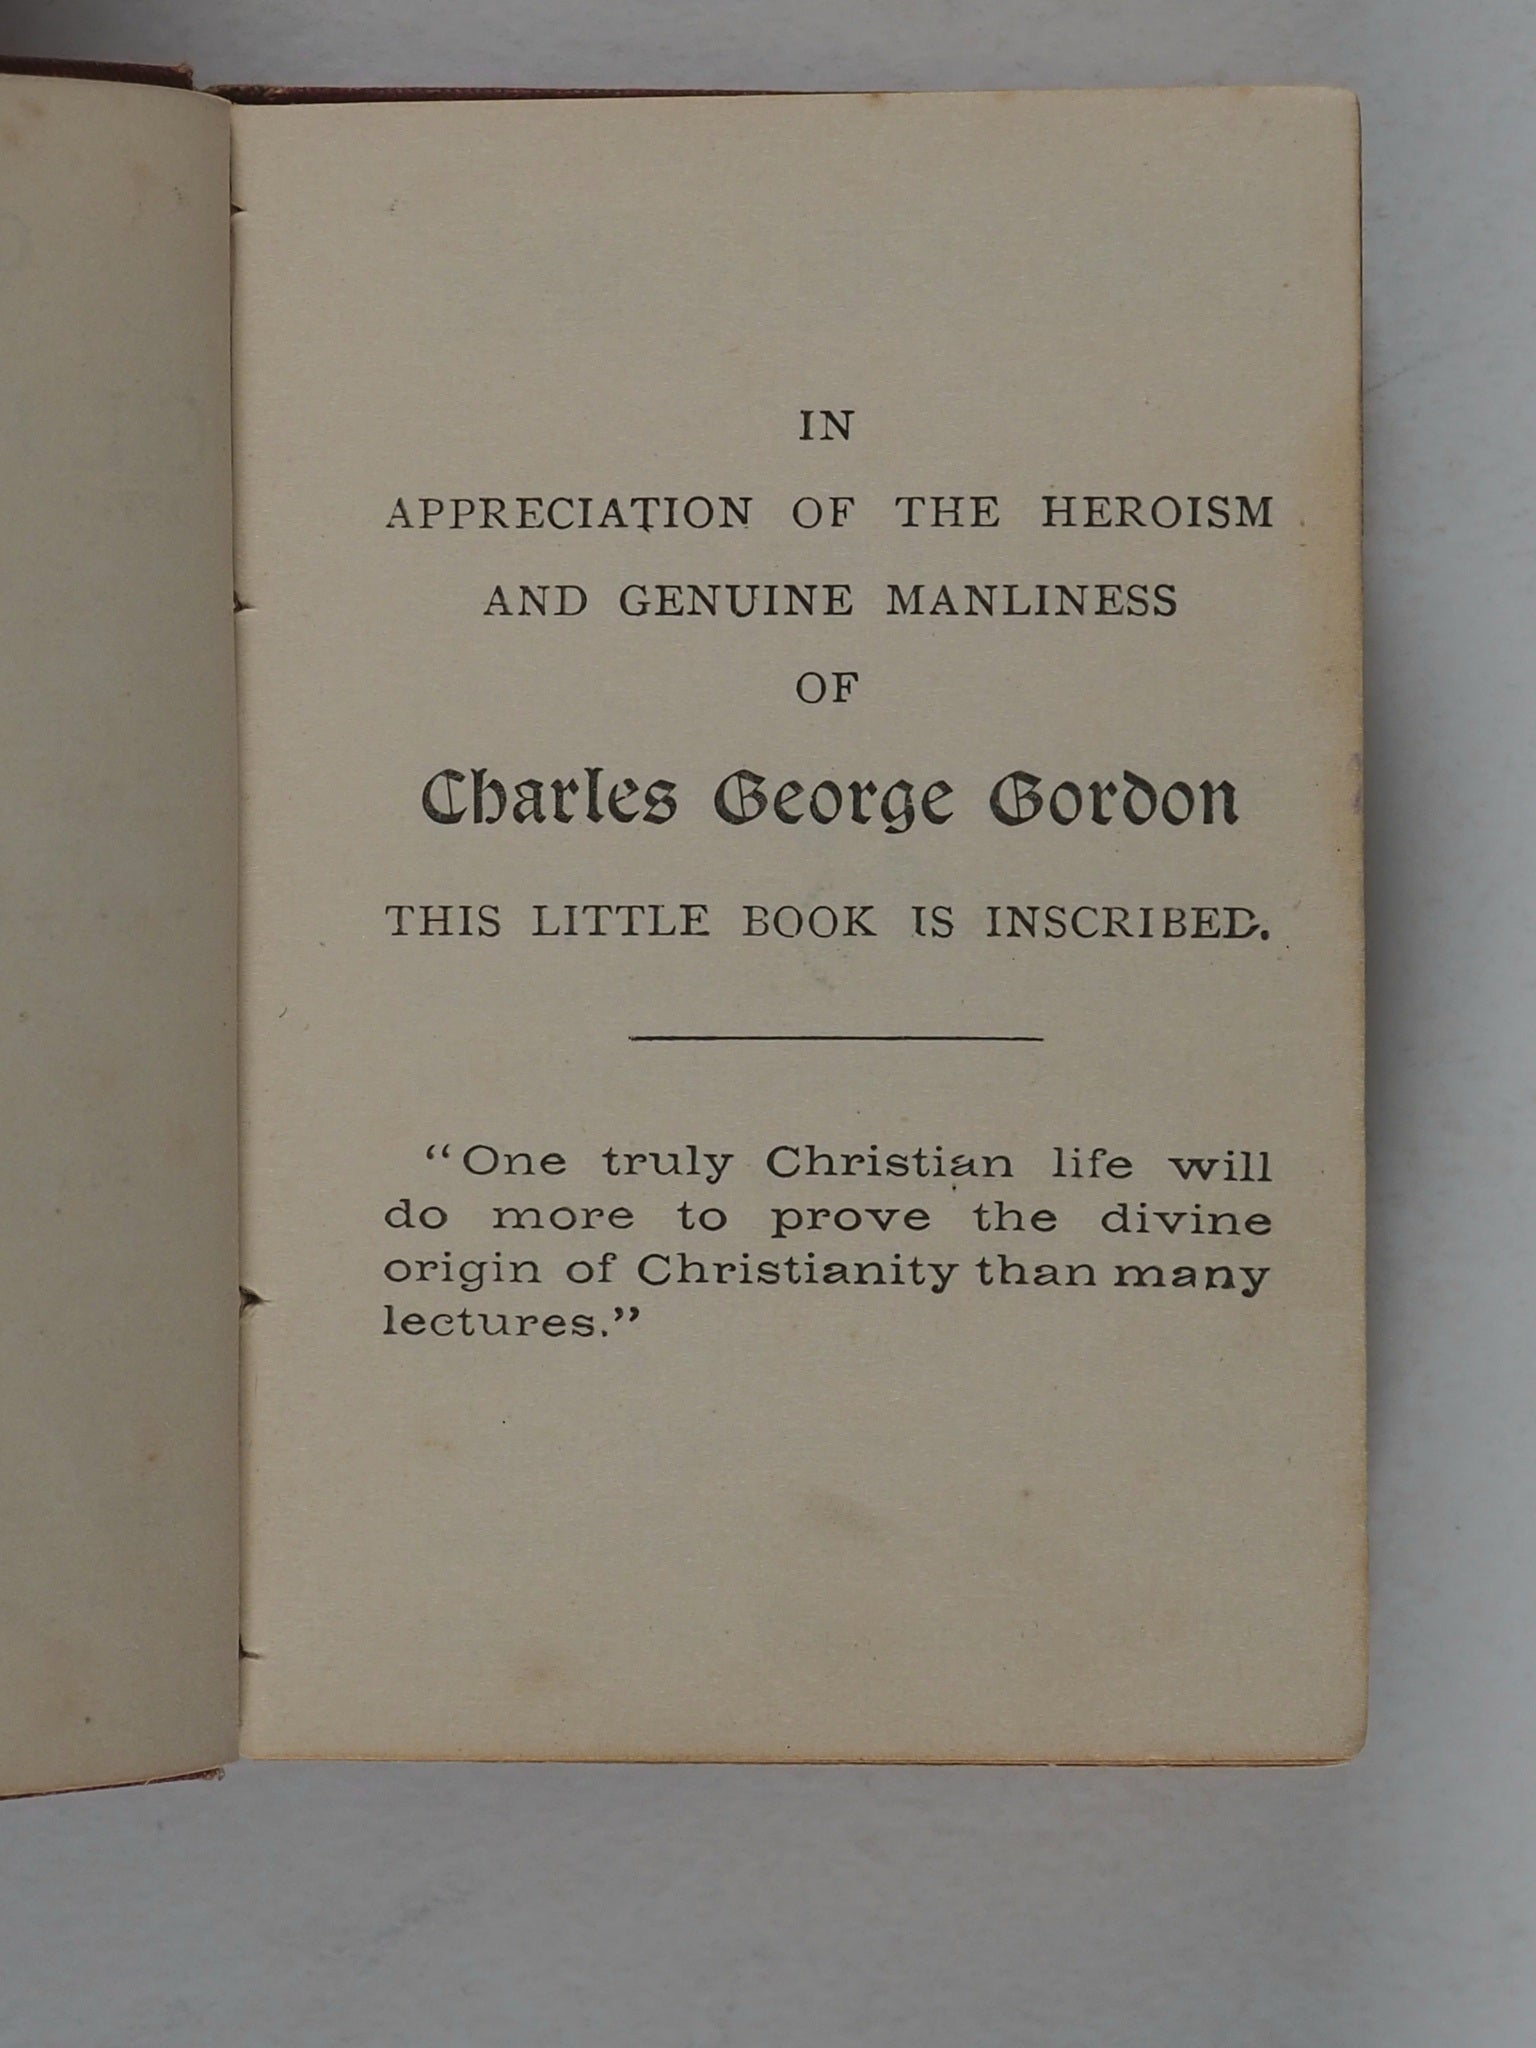 IN
APPRECIATION OF THE HEROISM
AND GENUINE MANLINESS
OF
Charles George Gordon
THIS LITTLE BOOK IS INSCRIBED.
“One truly Christian life will
do more to prove the divine
origin of Christianity than many
lectures.”